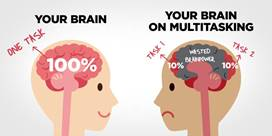 YOUR BRAIN
ONE TASK
100%
YOUR BRAIN
ON MULTITASKING
TASK 1
TASK 2
WASTED
BRAINPOWER
10%
10%